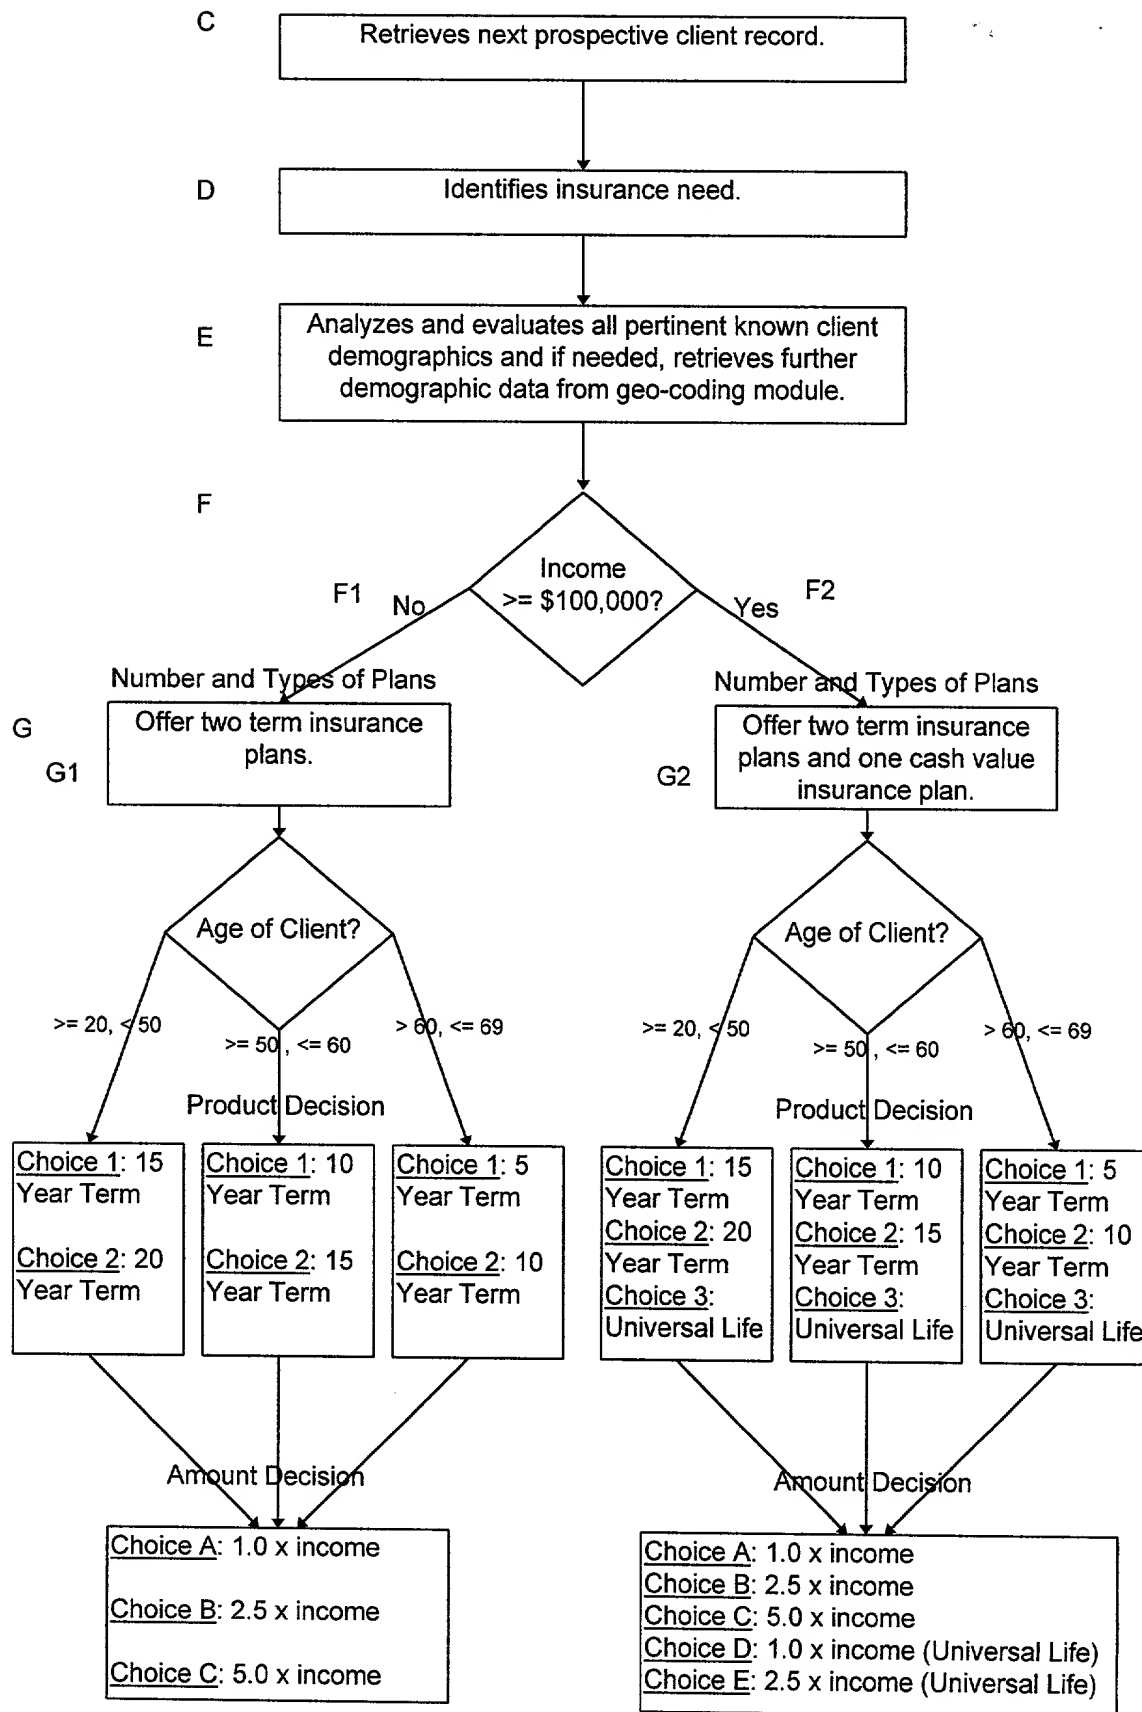 C
Retrieves next prospective client record.
D
Identifies insurance need.
E
Analyzes and evaluates all pertinent known client
demographics and if needed, retrieves further
demographic data from geo-coding module.
F
Income
>= $100,000?
F1
No
Yes
F2
Number and Types of Plans
G
G1
Offer two term insurance
plans.
Number and Types of Plans
G2
Offer two term insurance
plans and one cash value
insurance plan.
Age of Client?
>= 20, < 50
>= 50 , <= 60
> 60, <= 69
Product Decision
Choice 1: 15
Year Term
Choice 2: 20
Year Term
Choice 1: 10
Year Term
Choice 2: 15
Year Term
Choice 1: 5
Year Term
Choice 2: 10
Year Term
Amount Decision
Choice A: 1.0 x income
Choice B: 2.5 x income
Choice C: 5.0 x income
Age of Client?
>= 20, < 50
>= 50 , <= 60
> 60, <= 69
Product Decision
Choice 1: 15
Year Term
Choice 2: 20
Year Term
Choice 3:
Universal Life
Choice 1: 10
Year Term
Choice 2: 15
Year Term
Choice 3:
Universal Life
Choice 1: 5
Year Term
Choice 2: 10
Year Term
Choice 3:
Universal Life
Amount Decision
Choice A: 1.0 x income
Choice B: 2.5 x income
Choice C: 5.0 x income
Choice D: 1.0 x income (Universal Life)
Choice E: 2.5 x income (Universal Life)